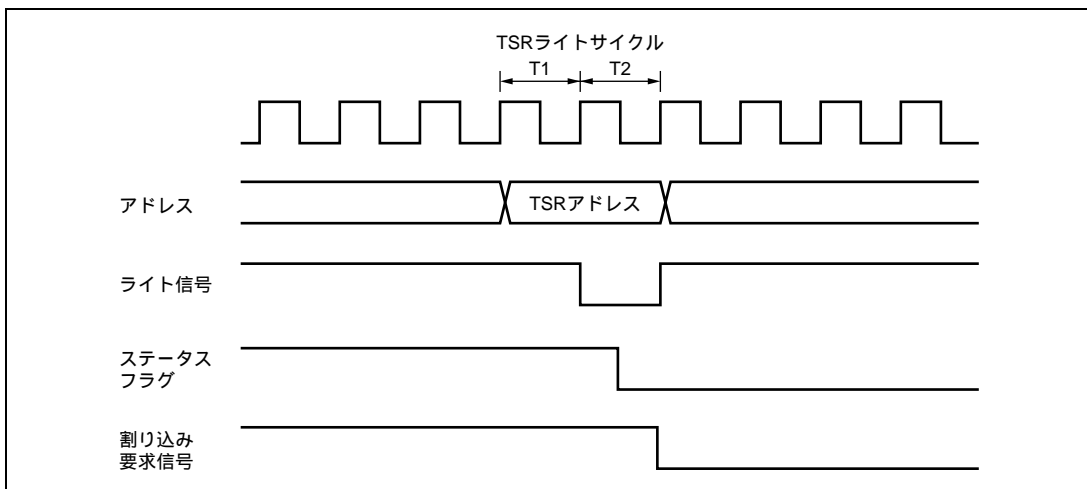 TSRライトサイクル
T1 T2
アドレス
TSRアドレス
ライト信号
ステータス
フラグ
割り込み
要求信号